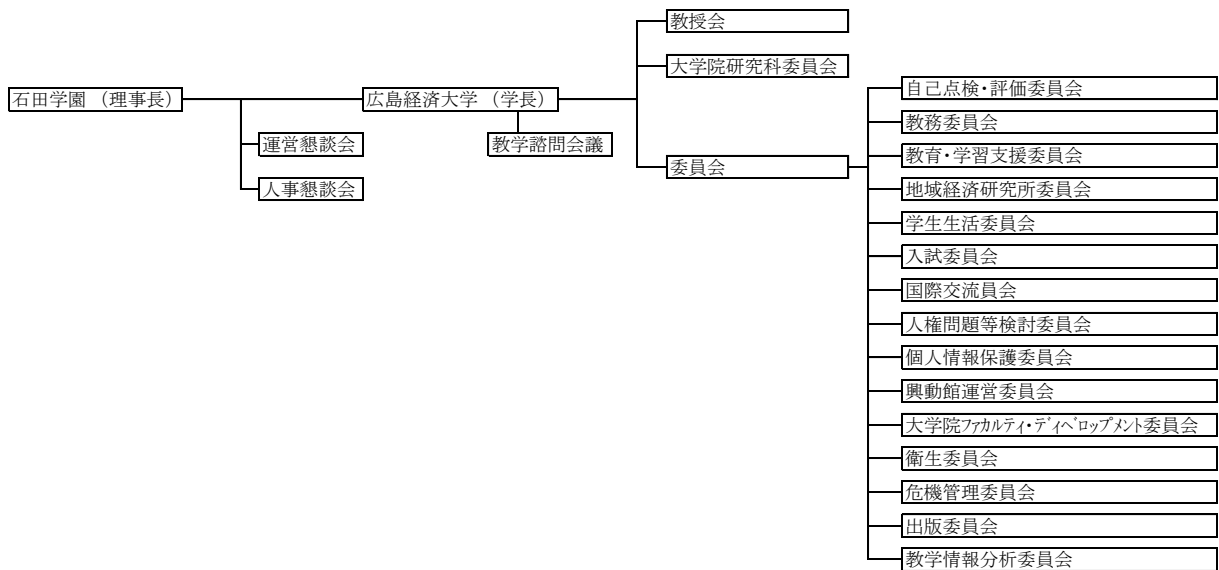 教授会
大学院研究科委員会
石田学園 （理事長）
広島経済大学 （学長）
運営懇談会
教学諮問会議
人事懇談会
委員会
自己点検・評価委員会
教務委員会
教育・学習支援委員会
地域経済研究所委員会
学生生活委員会
入試委員会
国際交流員会
人権問題等検討委員会
個人情報保護委員会
興動館運営委員会
大学院ﾌｧｶﾙﾃｨ・ﾃﾞｨﾍﾞﾛｯﾌﾟﾒﾝﾄ委員会
衛生委員会
危機管理委員会
出版委員会
教学情報分析委員会